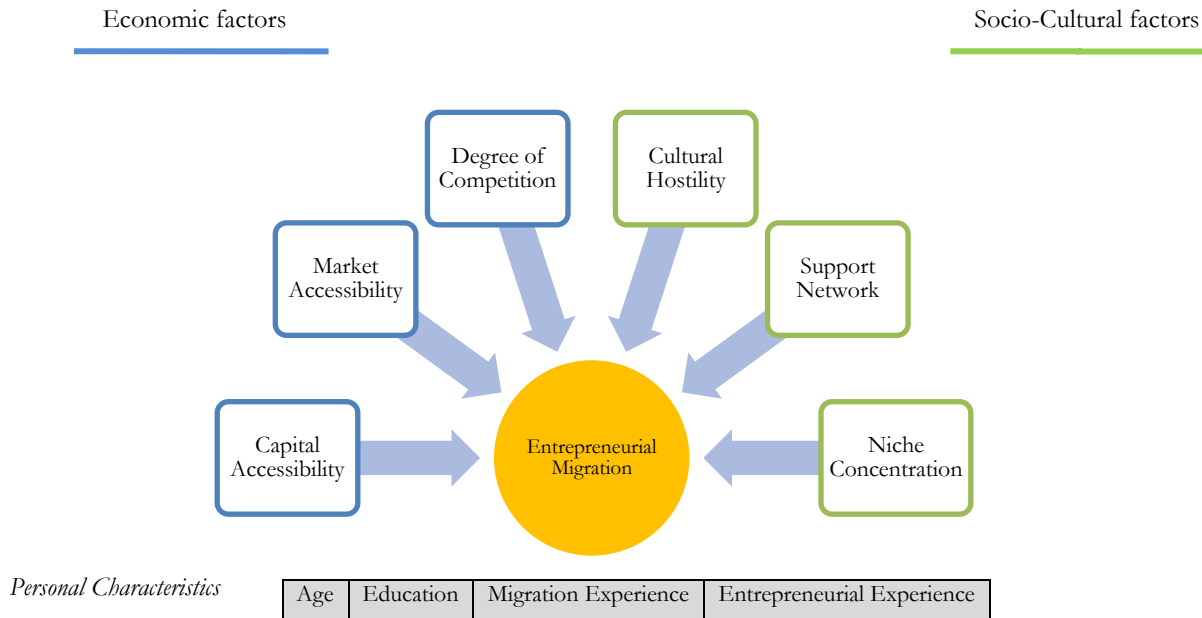 Economic factors
Socio-Cultural factors
Degree of
Competition
Cultural
Hostility
Market
Accessibility
Support
Network
Capital
Accessibility
Entrepreneurial
Migration
Niche
Concentration
Personal Characteristics
Age Education Migration Experience Entrepreneurial Experience